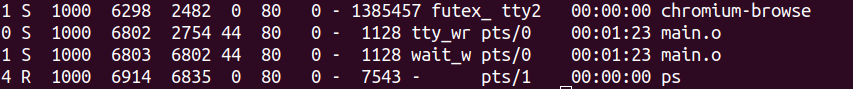 1 S 1000 6298 2482 0 80 0 - 1385457 futex_ tty2 00:00:00 chromium-browse
0 S 1000 6802 2754 44 80 0 - 1128 tty_wr pts/0 00:01:23 main.o
1 S 1000 6803 6802 44 80 0 - 1128 wait_w pts/0 00:01:23 main.o
4 R 1000 6914 6835 0 80 0 - 7543 - pts/1 00:00:00 ps